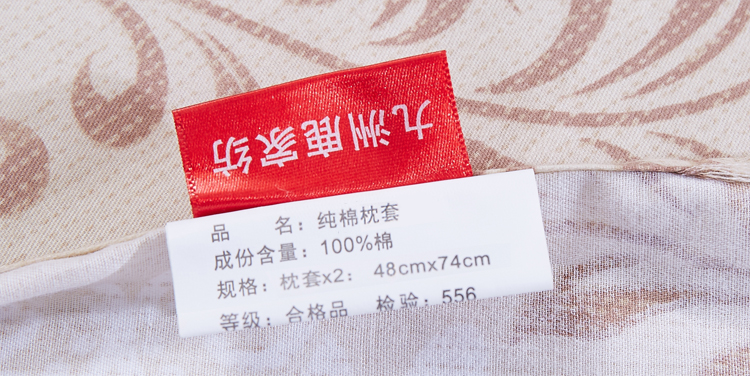 九洲鹿家纺
品 名：纯棉枕套
成份含量：100%棉
规格：枕套x2： 48cmx74cm
等级：合格品 检验：556